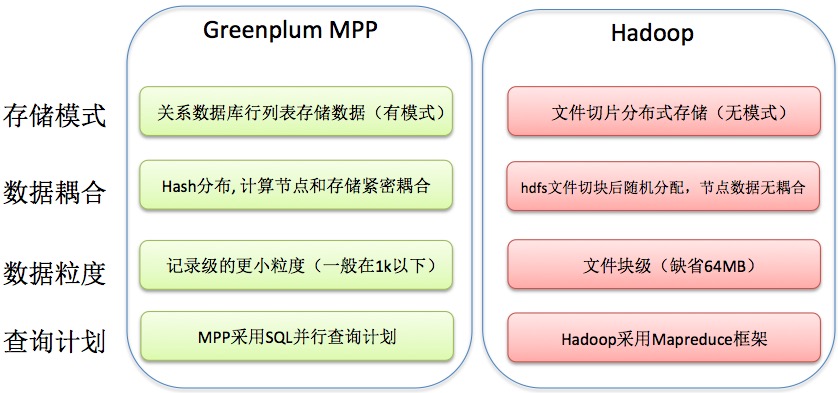 Greenplum MPP
Hadoop
存储模式
关系数据库行列表存储数据（有模式）
文件切片分布式存储（无模式）
数据耦合
Hash分布, 计算节点和存储紧密耦合
hdfs文件切块后随机分配，节点数据无耦合
数据粒度
记录级的更小粒度（一般在1k以下）
文件块级（缺省64MB）
查询计划
MPP采用SQL并行查询计划
Hadoop采用Mapreduce框架